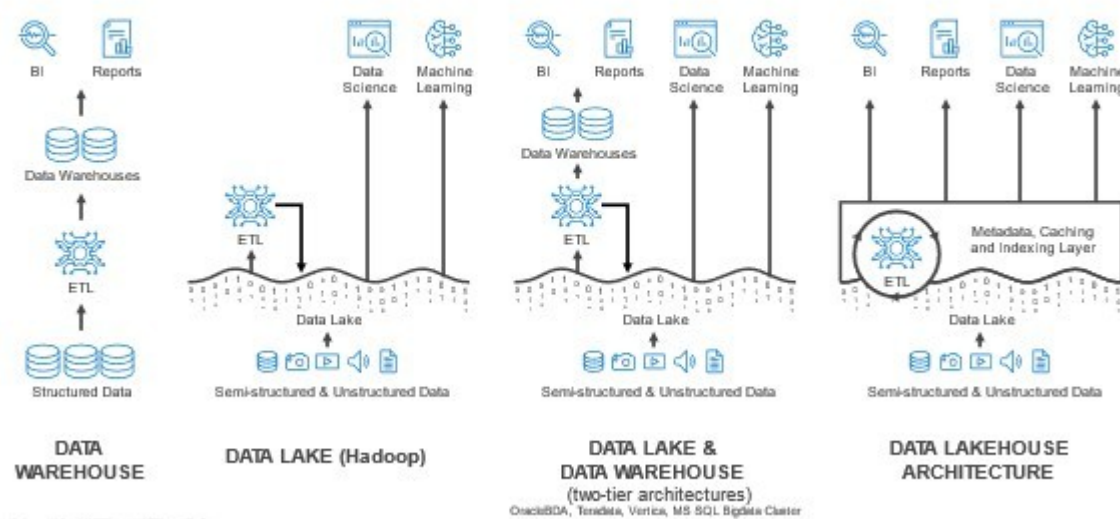 BI
Reports
Data Warehouses
ETL
Structured Data
DATA
WAREHOUSE
Data
Science
Machine
Learning
ETL
Data Lake
Semi-structured & Unstructured Data
DATA LAKE (Hadoop)
BI
Reports
Data
Science
Machine
Learning
Data Warehouses
ETL
Data Lake
Semi-structured & Unstructured Data
DATA LAKE &
DATA WAREHOUSE
(two-tier architectures)
OracleBDA, Teradata, Vertica, MS SQL Bigdata Cluster
BI
Reports
Data
Science
Machine
Learning
Metadata, Caching
and Indexing Layer
ETL
Data Lake
Semi-structured & Unstructured Data
DATA LAKEHOUSE
ARCHITECTURE